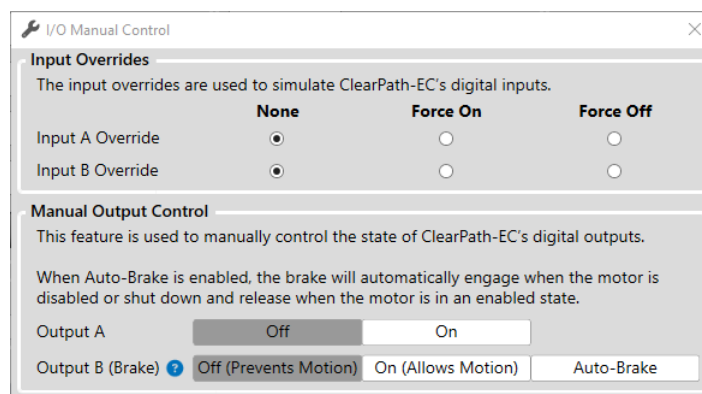 I/O Manual Control
Input Overrides
The input overrides are used to simulate ClearPath-EC's digital inputs.
None Force On Force Off
Input A Override
Input B Override
Manual Output Control
This feature is used to manually control the state of ClearPath-EC's digital outputs.
When Auto-Brake is enabled, the brake will automatically engage when the motor is
disabled or shut down and release when the motor is in an enabled state.
Output A Off On
Output B (Brake) ? Off (Prevents Motion) On (Allows Motion) Auto-Brake